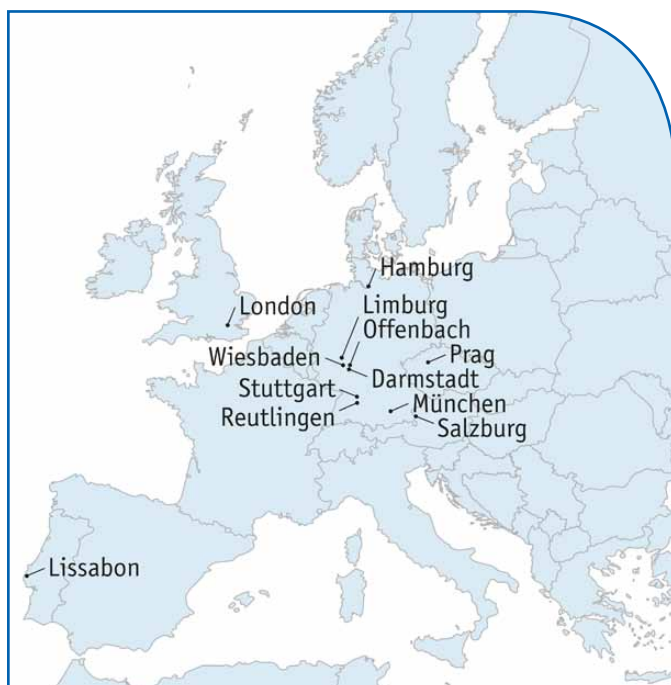 Hamburg
London
Limburg
Offenbach
Wiesbaden
Prag
Darmstadt
Stuttgart
München
Reutlingen
Salzburg
Lissabon